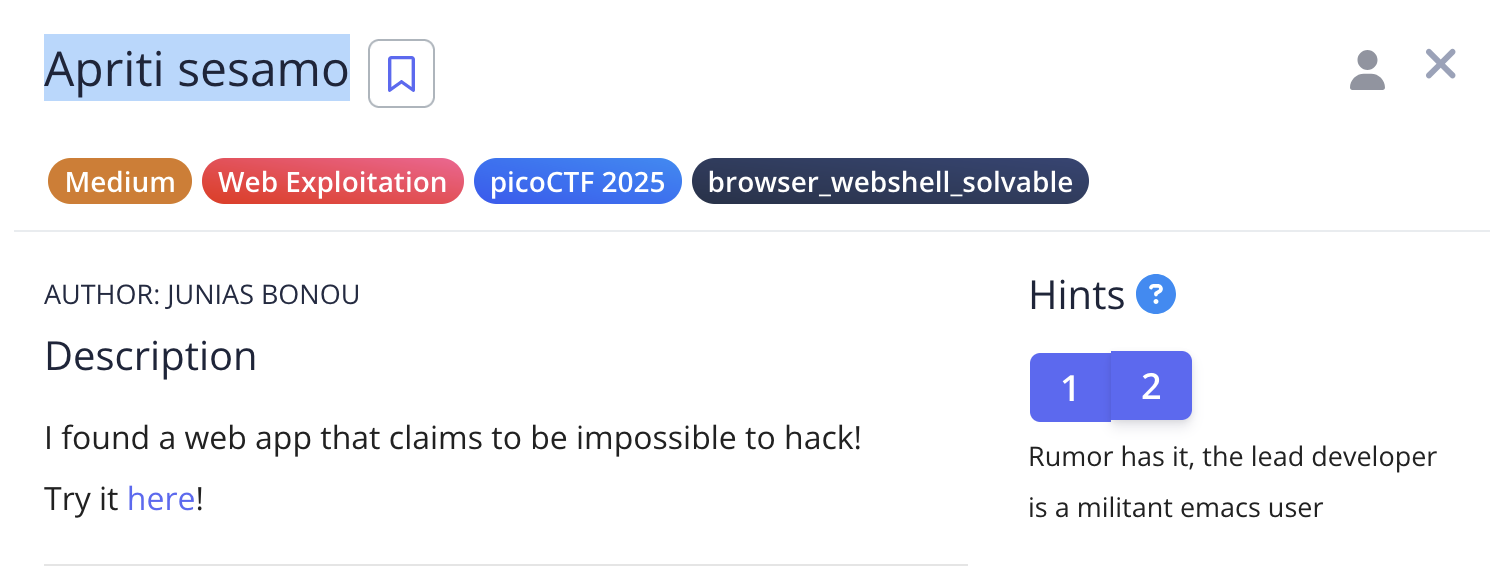 Apriti sesamo
Medium
Web Exploitation
picoCTF 2025
browser_webshell_solvable
AUTHOR: JUNIAS BONOU
Description
I found a web app that claims to be impossible to hack!
Try it here!
Hints ?
1 2
Rumor has it, the lead developer
is a militant emacs user